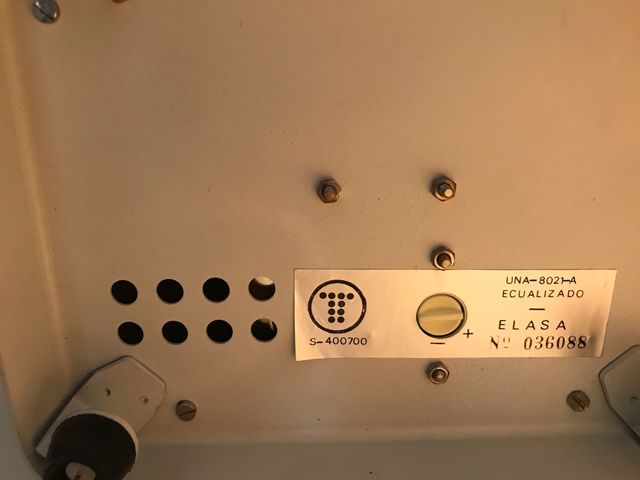 UNA-8021-A
ECUALIZADO
—
ELASA
Nº 036088
S-400700
+
—